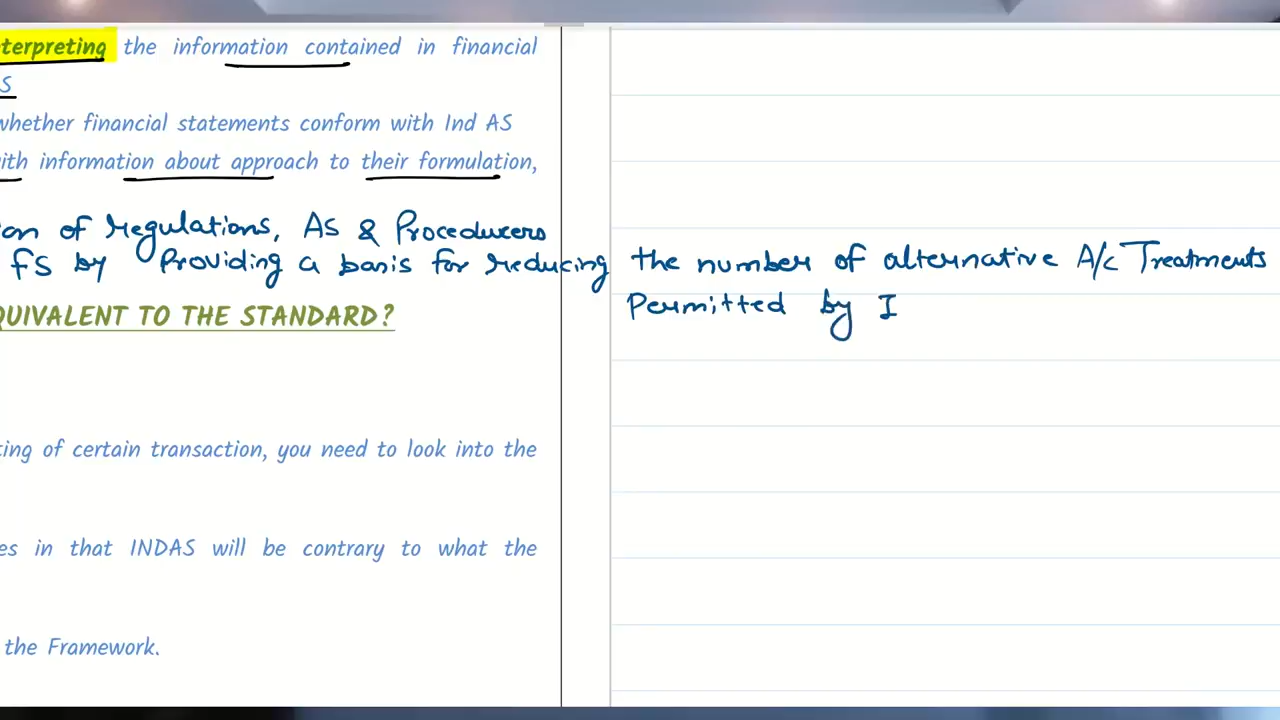 terpreting the information contained in financial
S
whether financial statements conform with Ind AS
ith information about approach to their formulation,
on of regulations, AS & Proceducers
FS by Providing a basis for reducing the number of alternative A/c Treatments
Permitted by I
QUIVALENT TO THE STANDARD?
ting of certain transaction, you need to look into the
es in that INDAS will be contrary to what the
the Framework.